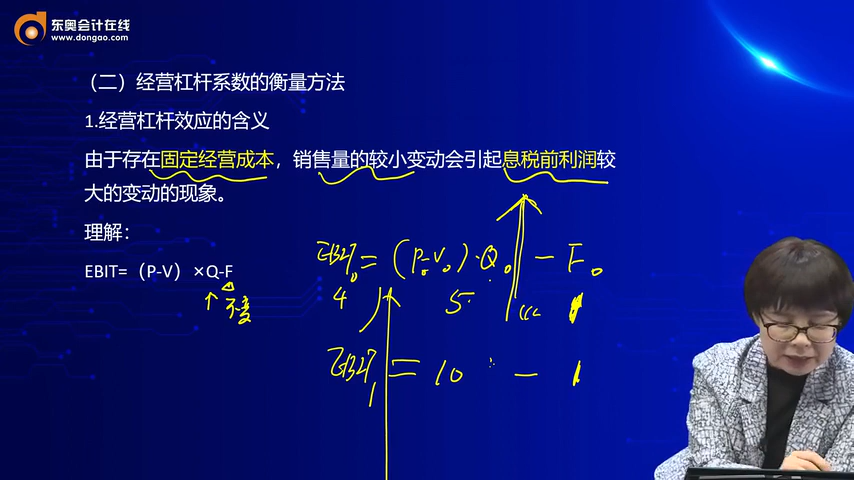 东奥会计在线
www.dongao.com
（二）经营杠杆系数的衡量方法
1.经营杠杆效应的含义
由于存在固定经营成本，销售量的较小变动会引起息税前利润较
大的变动的现象。
理解：
EBIT=（P-V）×Q-F
不变
EBIT₀ = (P₀-V₀)·Q₀ - F₀
4 5 1
EBIT₁ = 10 - 1